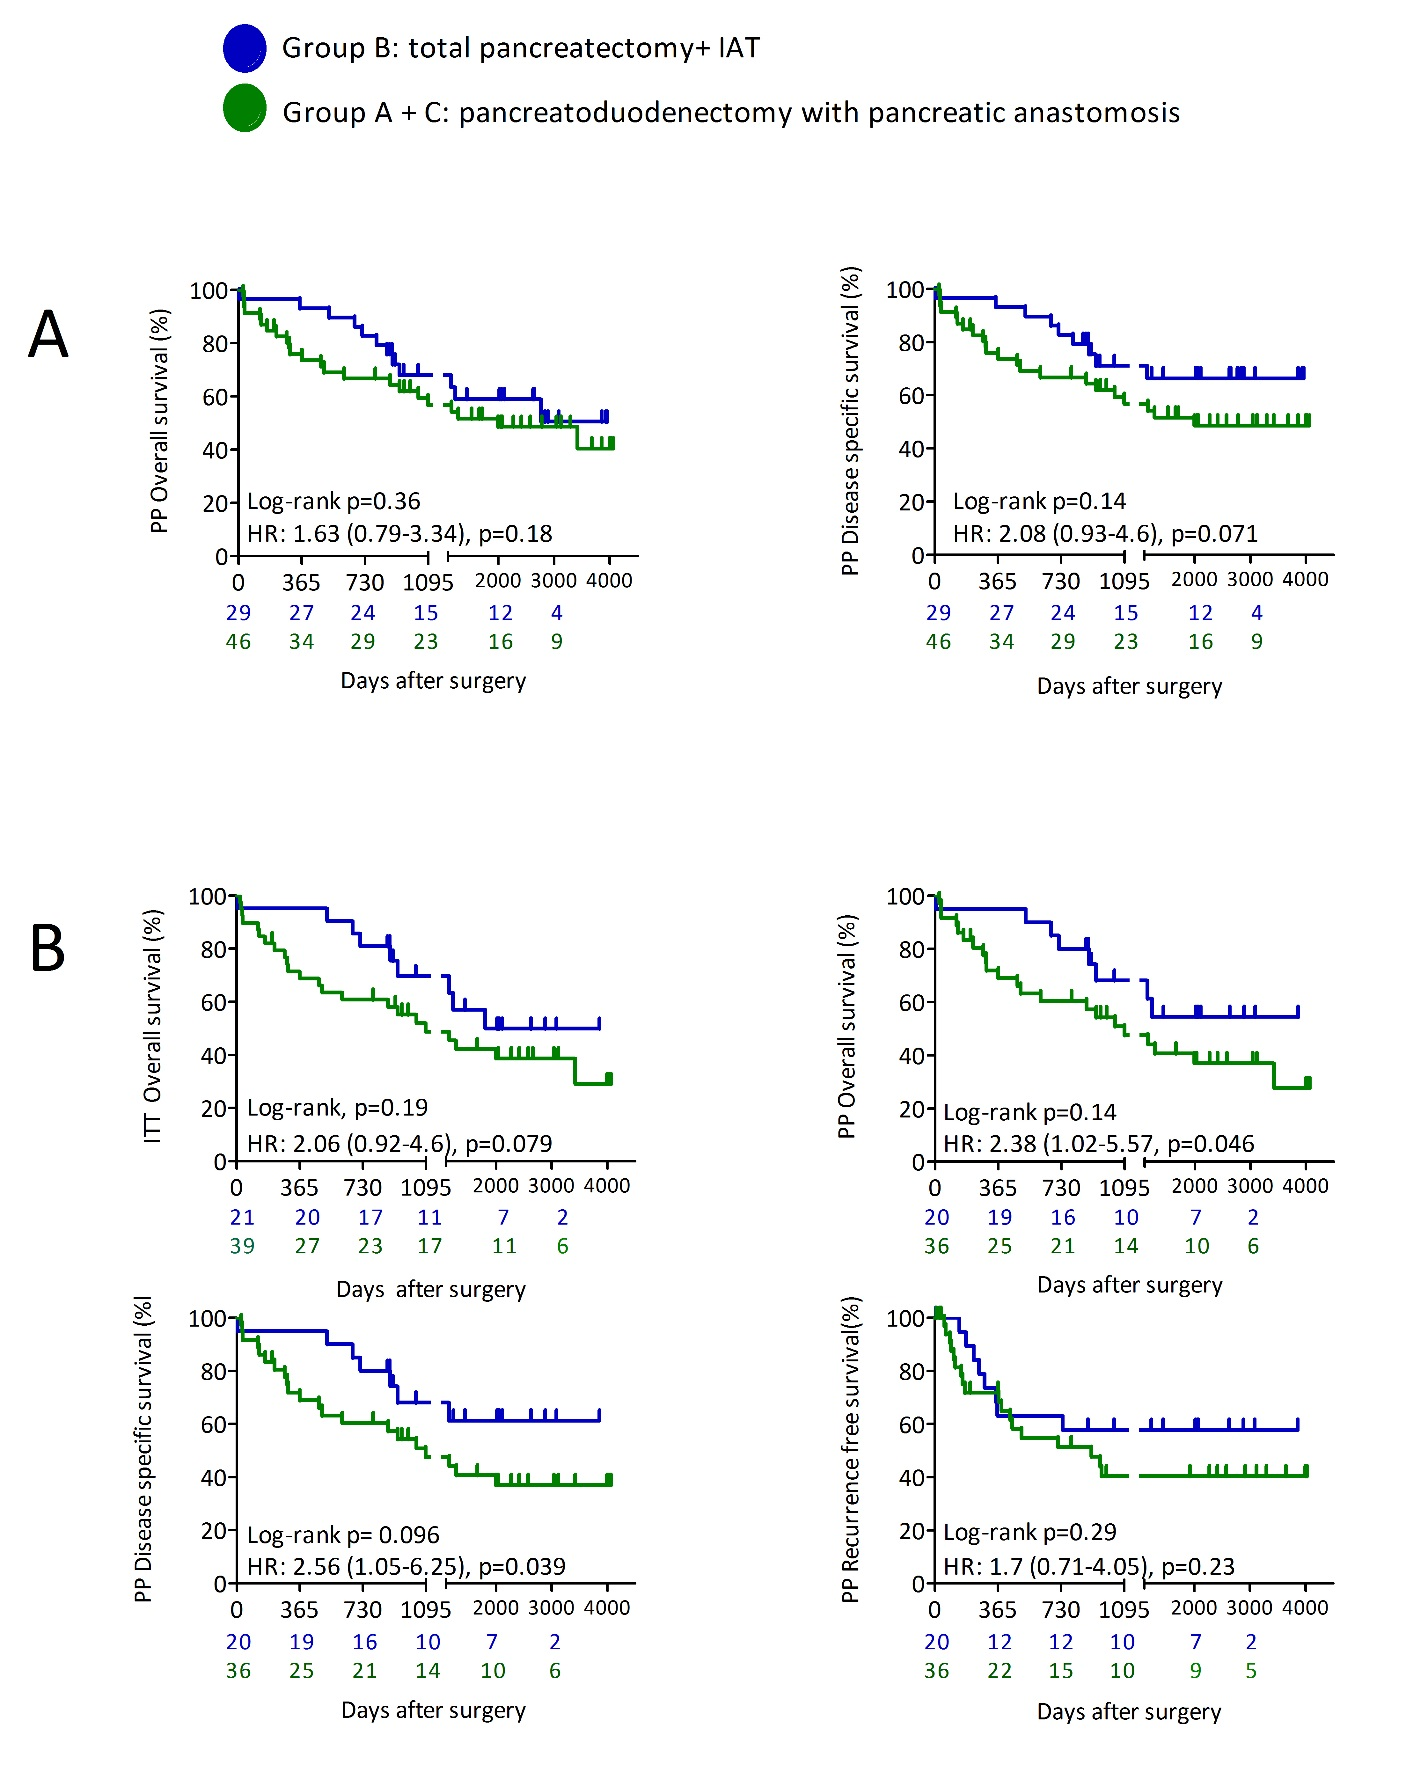 Group B: total pancreatectomy+ IAT
Group A + C: pancreatoduodenectomy with pancreatic anastomosis
A
PP Overall survival (%)
100
80
60
40
20
0
Log-rank p=0.36
HR: 1.63 (0.79-3.34), p=0.18
0 365 730 1095 2000 3000 4000
29 27 24 15 12 4
46 34 29 23 16 9
Days after surgery
PP Disease specific survival (%)
100
80
60
40
20
0
Log-rank p=0.14
HR: 2.08 (0.93-4.6), p=0.071
0 365 730 1095 2000 3000 4000
29 27 24 15 12 4
46 34 29 23 16 9
Days after surgery
B
ITT Overall survival (%)
100
80
60
40
20
0
Log-rank, p=0.19
HR: 2.06 (0.92-4.6), p=0.079
0 365 730 1095 2000 3000 4000
21 20 17 11 7 2
39 27 23 17 11 6
Days after surgery
PP Overall survival (%)
100
80
60
40
20
0
Log-rank p=0.14
HR: 2.38 (1.02-5.57, p=0.046
0 365 730 1095 2000 3000 4000
20 19 16 10 7 2
36 25 21 14 10 6
Days after surgery
PP Disease specific survival (%l
100
80
60
40
20
0
Log-rank p= 0.096
HR: 2.56 (1.05-6.25), p=0.039
0 365 730 1095 2000 3000 4000
20 19 16 10 7 2
36 25 21 14 10 6
Days after surgery
PP Recurrence free survival(%)
100
80
60
40
20
0
Log-rank p=0.29
HR: 1.7 (0.71-4.05), p=0.23
0 365 730 1095 2000 3000 4000
20 12 12 10 7 2
36 22 15 10 9 5
Days after surgery